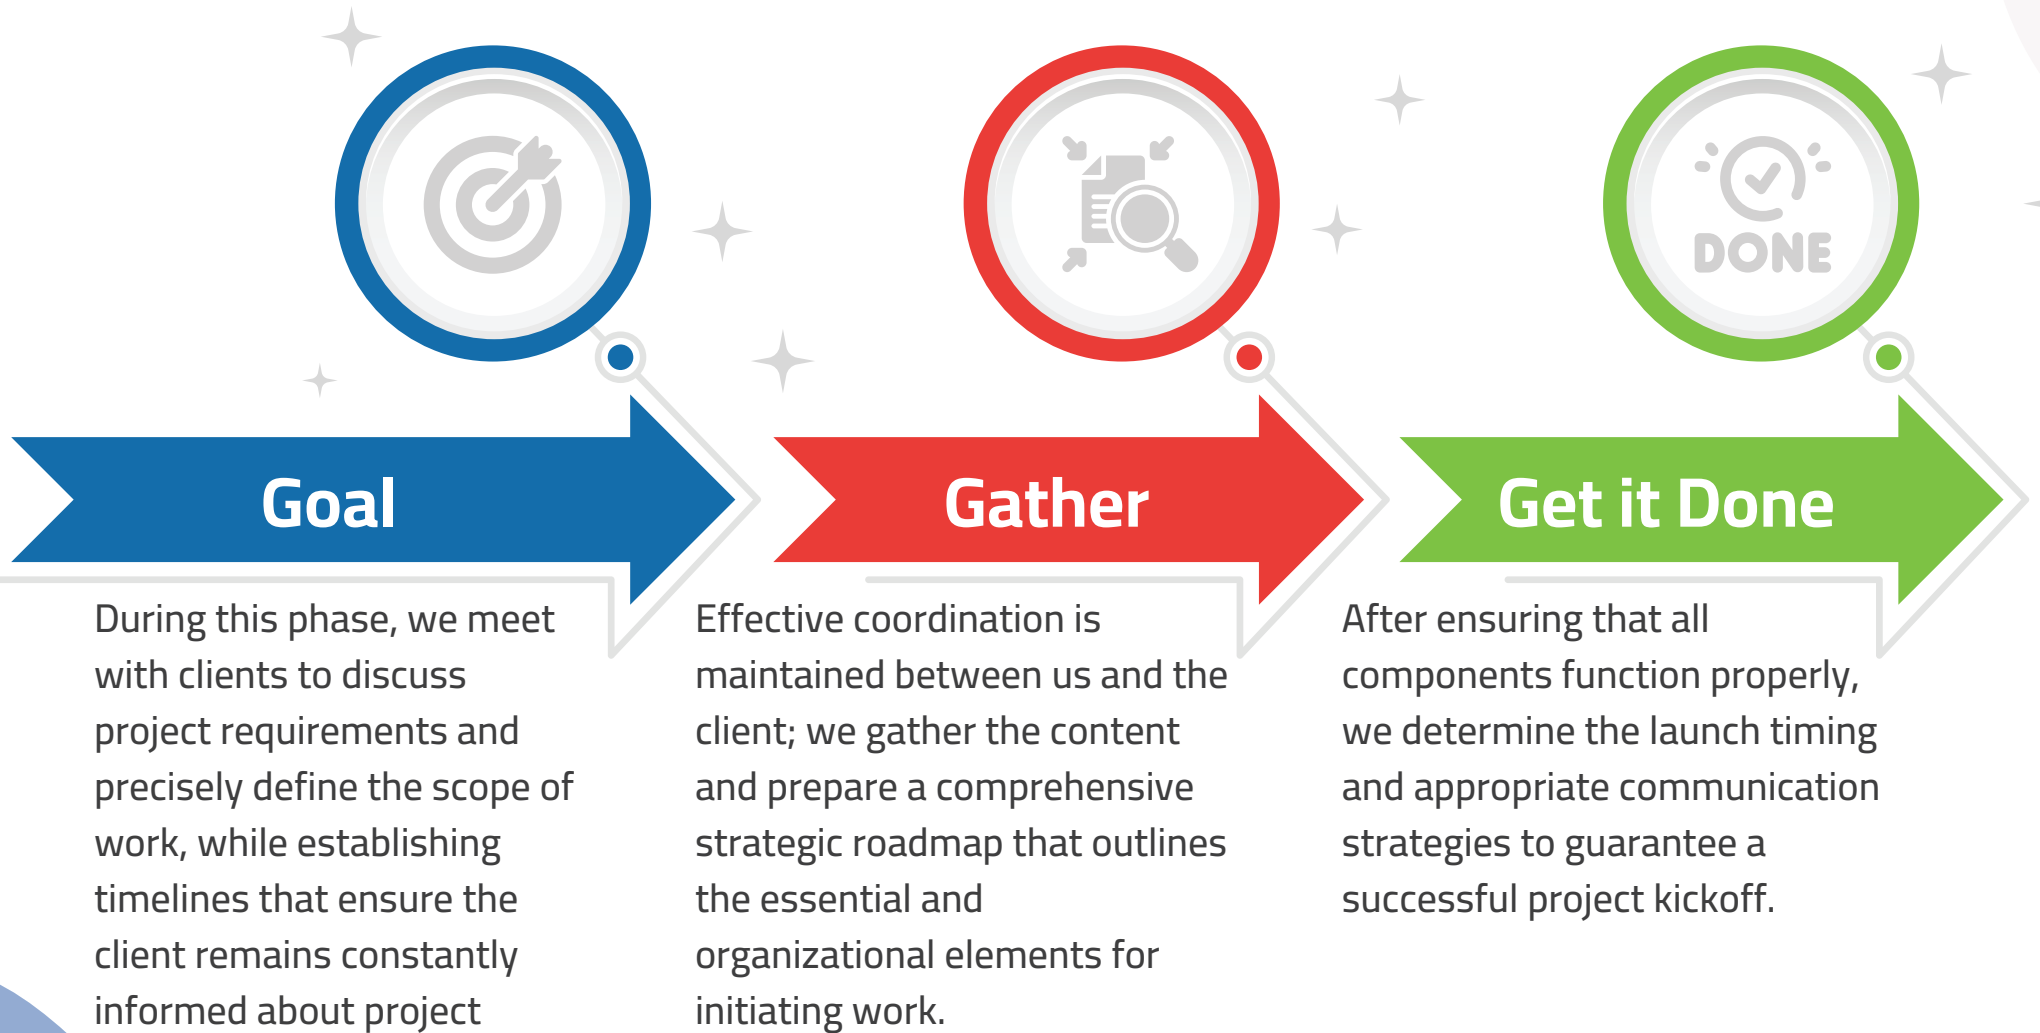 DONE
Goal
Gather
Get it Done
During this phase, we meet
with clients to discuss
project requirements and
precisely define the scope of
work, while establishing
timelines that ensure the
client remains constantly
informed about project
Effective coordination is
maintained between us and the
client; we gather the content
and prepare a comprehensive
strategic roadmap that outlines
the essential and
organizational elements for
initiating work.
After ensuring that all
components function properly,
we determine the launch timing
and appropriate communication
strategies to guarantee a
successful project kickoff.